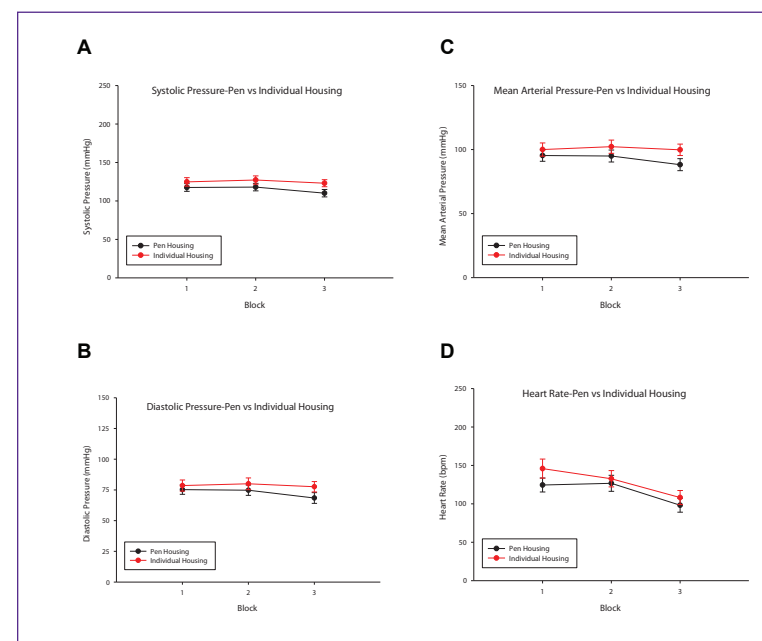 A
Systolic Pressure-Pen vs Individual Housing
250
200
150
100
50
0
Systolic Pressure (mmHg)
Pen Housing
Individual Housing
1 2 3
Block
B
Diastolic Pressure-Pen vs Individual Housing
150
125
100
75
50
25
0
Diastolic Pressure (mmHg)
Pen Housing
Individual Housing
1 2 3
Block
C
Mean Arterial Pressure-Pen vs Individual Housing
150
100
50
0
Mean Arterial Pressure (mmHg)
Pen Housing
Individual Housing
1 2 3
Block
D
Heart Rate-Pen vs Individual Housing
250
200
150
100
50
0
Heart Rate (bpm)
Pen Housing
Individual Housing
1 2 3
Block